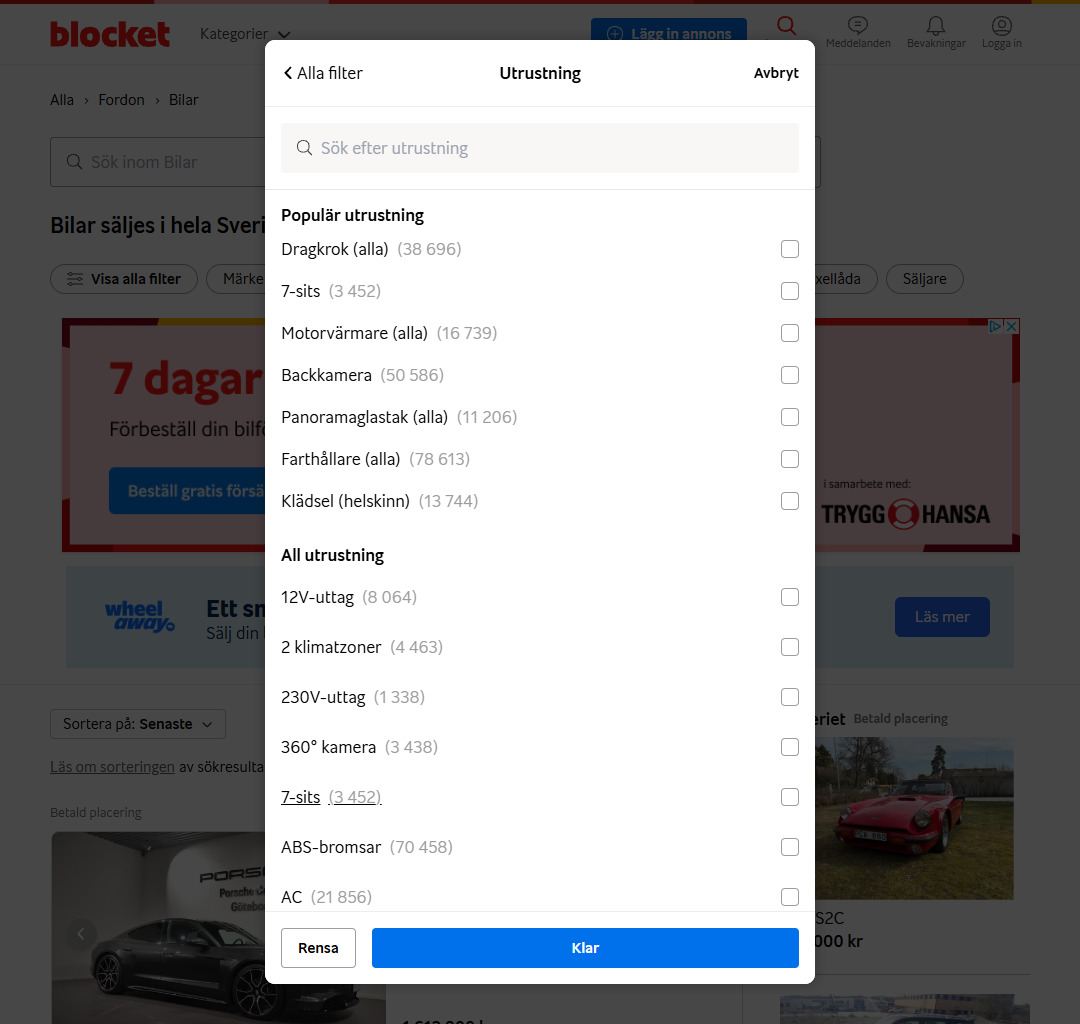 blocket
Kategorier
Lägg in annons
Meddelanden
Bevakningar
Logga in
Alla › Fordon › Bilar
Sök inom Bilar
Bilar säljes i hela Sveri
Visa alla filter
Märke
xellåda
Säljare
7 dagar
Förbeställ din bilfö
Beställ gratis försä
i samarbete med:
TRYGG HANSA
wheel
away
Ett sm
Sälj din
Läs mer
Sortera på: Senaste
Läs om sorteringen av sökresulta
Betald placering
PORSCHE
Porsche
Götebo
eriet Betald placering
S2C
000 kr
Alla filter
Utrustning
Avbryt
Sök efter utrustning
Populär utrustning
Dragkrok (alla) (38 696)
7-sits (3 452)
Motorvärmare (alla) (16 739)
Backkamera (50 586)
Panoramaglastak (alla) (11 206)
Farthållare (alla) (78 613)
Klädsel (helskinn) (13 744)
All utrustning
12V-uttag (8 064)
2 klimatzoner (4 463)
230V-uttag (1 338)
360° kamera (3 438)
7-sits (3 452)
ABS-bromsar (70 458)
AC (21 856)
Rensa
Klar